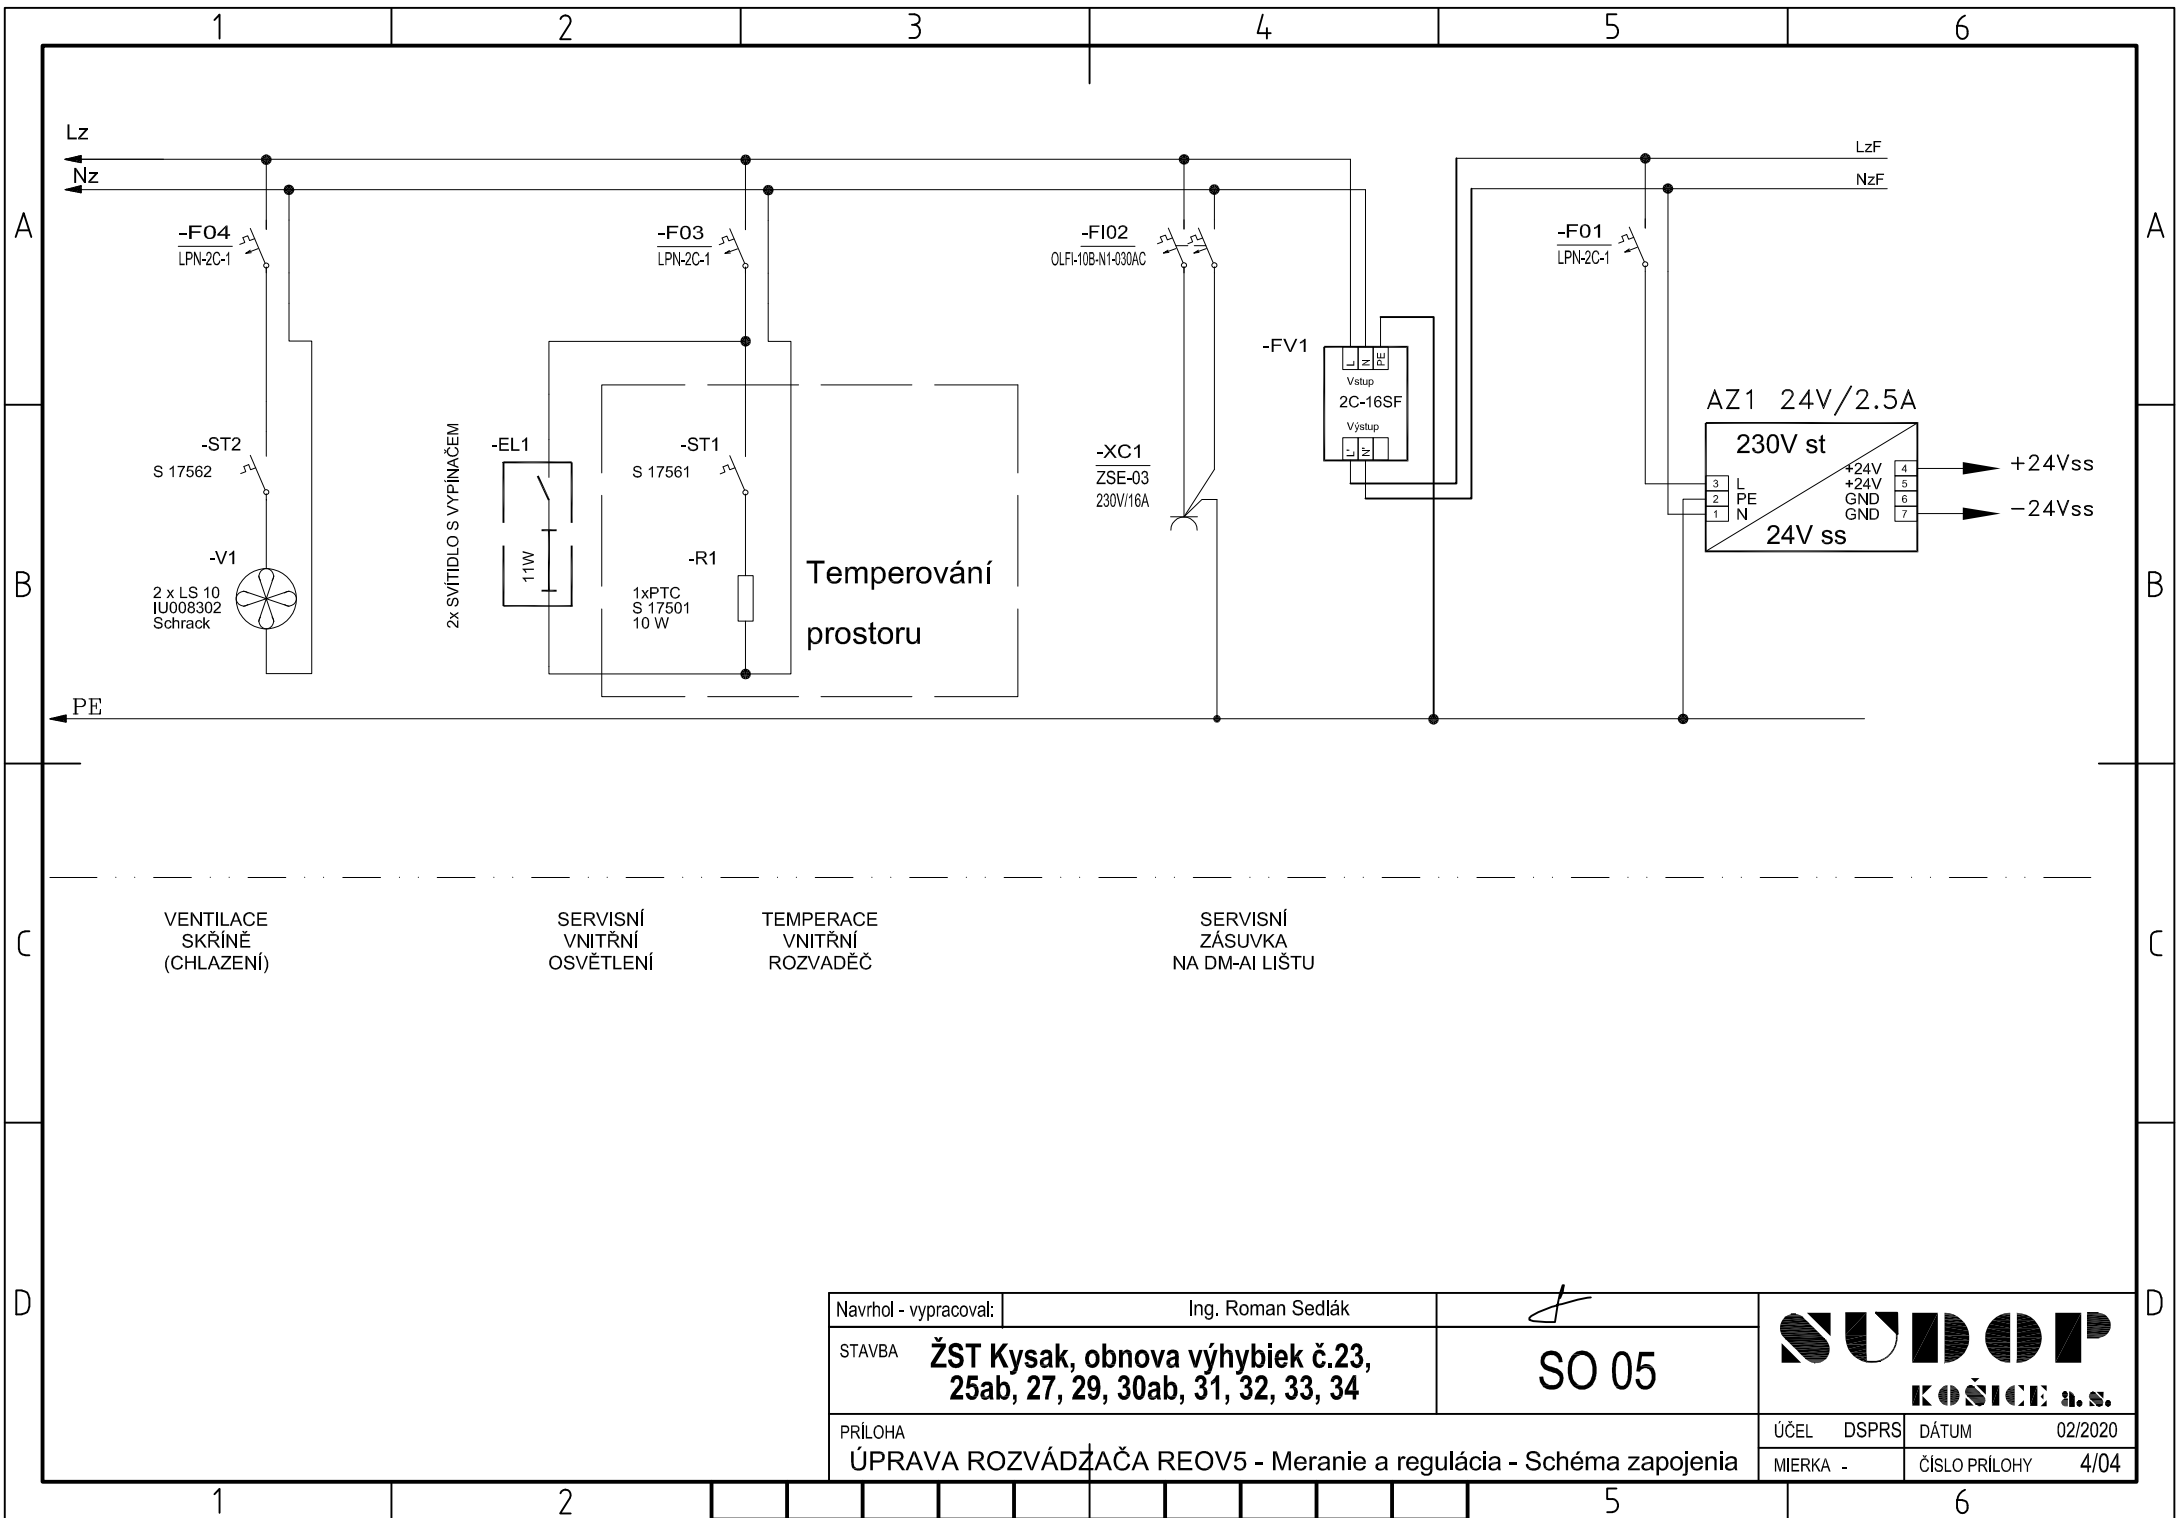 1 2 3 4 5 6
A
A
B
B
C
C
D
D
Lz
Nz
LzF
NzF
-F04
LPN-2C-1
-F03
LPN-2C-1
-FI02
OLFI-10B-N1-030AC
-F01
LPN-2C-1
-FV1
L N PE
Vstup
2C-16SF
Výstup
L' N'
AZ1 24V/2.5A
230V st
24V ss
3 L
2 PE
1 N
+24V 4
+24V 5
GND 6
GND 7
+24Vss
-24Vss
-ST2
S 17562
-V1
2 x LS 10
IU008302
Schrack
2x SVÍTIDLO S VYPÍNAČEM
-EL1
11W
-ST1
S 17561
-R1
1xPTC
S 17501
10 W
Temperování
prostoru
-XC1
ZSE-03
230V/16A
PE
VENTILACE
SKŘÍNĚ
(CHLAZENÍ)
SERVISNÍ
VNITŘNÍ
OSVĚTLENÍ
TEMPERACE
VNITŘNÍ
ROZVADĚČ
SERVISNÍ
ZÁSUVKA
NA DM-AI LIŠTU
Navrhol - vypracoval: Ing. Roman Sedlák
STAVBA
ŽST Kysak, obnova výhybiek č.23,
25ab, 27, 29, 30ab, 31, 32, 33, 34
SO 05
SUDOP
KOŠICE a.s.
PRÍLOHA
ÚPRAVA ROZVÁDZAČA REOV5 - Meranie a regulácia - Schéma zapojenia
ÚČEL DSPRS
DÁTUM 02/2020
MIERKA -
ČÍSLO PRÍLOHY 4/04
1 2 5 6